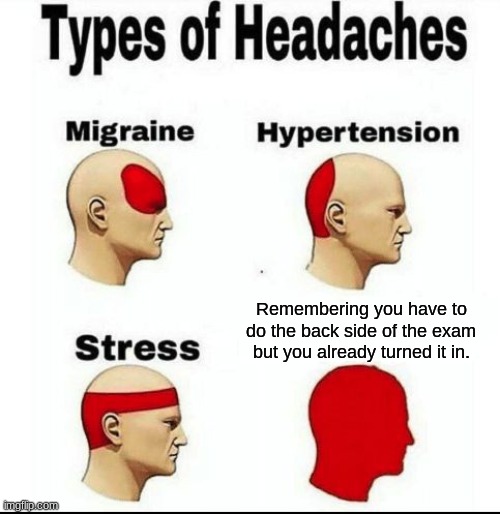 Types of Headaches
Migraine
Hypertension
Stress
Remembering you have to
do the back side of the exam
but you already turned it in.
imgflip.com